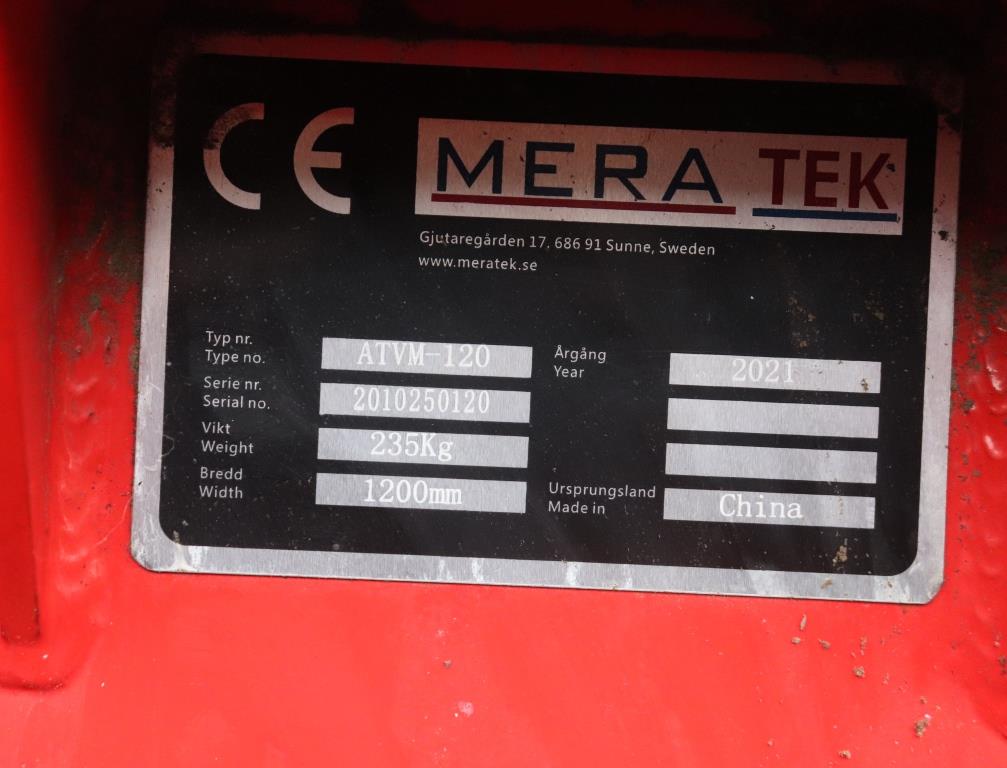 CE
MERA TEK
Gjutaregården 17, 686 91 Sunne, Sweden
www.meratek.se
Typ nr.
Type no.
ATVM-120
Årgång
Year
2021
Serie nr.
Serial no.
2010250120
Vikt
Weight
235Kg
Bredd
Width
1200mm
Ursprungsland
Made in
China